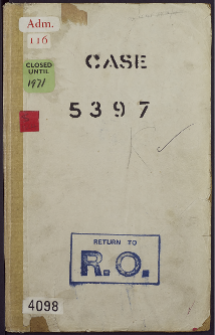 Adm.
116
CLOSED
UNTIL
1971
CASE
5397
RETURN TO
R.O.
4098